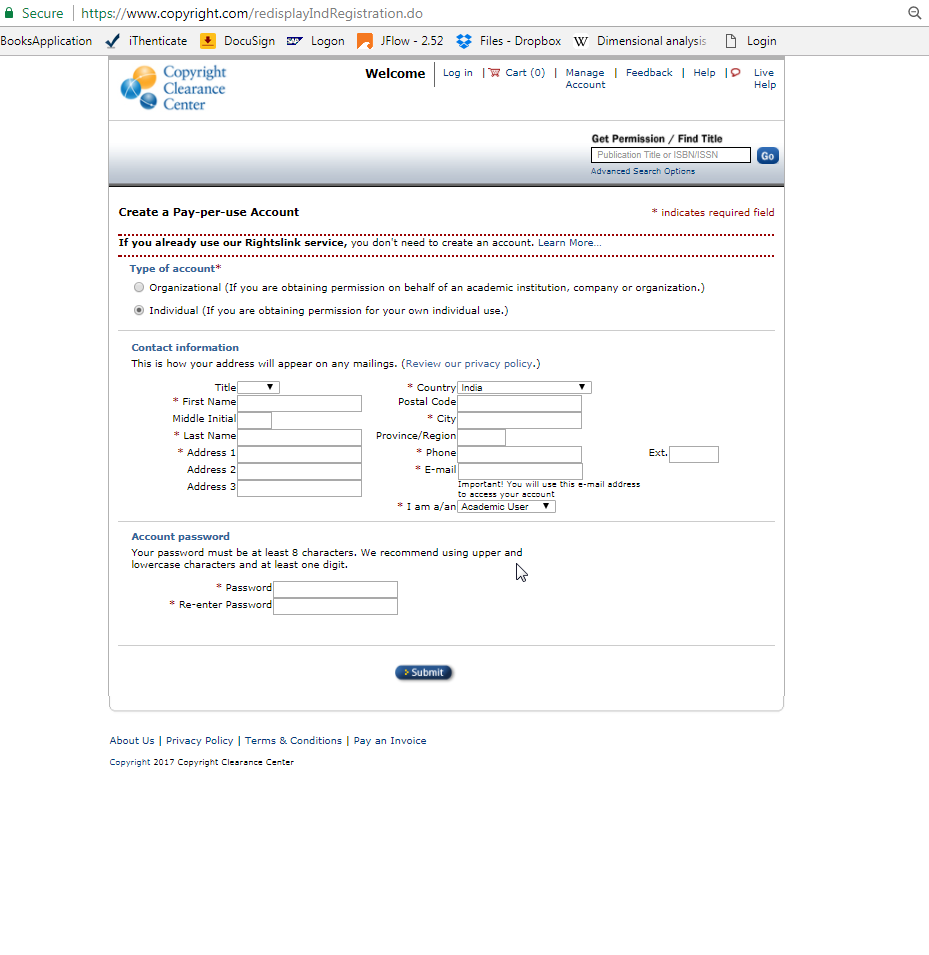 Secure | https://www.copyright.com/redisplayIndRegistration.do
BooksApplication iThenticate DocuSign SAP Logon JFlow - 2.52 Files - Dropbox W Dimensional analysis Login
Copyright
Clearance
Center
Welcome Log in | Cart (0) | Manage Account | Feedback | Help | Live Help
Get Permission / Find Title
Publication Title or ISBN/ISSN Go
Advanced Search Options
Create a Pay-per-use Account * indicates required field
If you already use our Rightslink service, you don't need to create an account. Learn More...
Type of account*
Organizational (If you are obtaining permission on behalf of an academic institution, company or organization.)
Individual (If you are obtaining permission for your own individual use.)
Contact information
This is how your address will appear on any mailings. (Review our privacy policy.)
Title * Country India
* First Name Postal Code
Middle Initial * City
* Last Name Province/Region
* Address 1 * Phone Ext.
Address 2 * E-mail
Address 3 Important! You will use this e-mail address
to access your account
* I am a/an Academic User
Account password
Your password must be at least 8 characters. We recommend using upper and
lowercase characters and at least one digit.
* Password
* Re-enter Password
Submit
About Us | Privacy Policy | Terms & Conditions | Pay an Invoice
Copyright 2017 Copyright Clearance Center